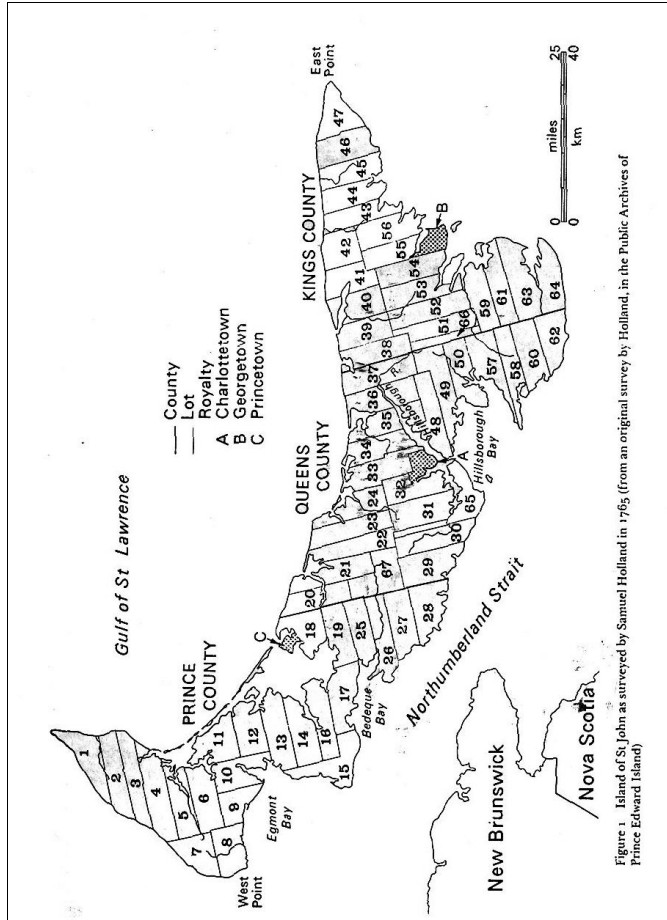 Gulf of St Lawrence
County
Lot
Royalty
A Charlottetown
B Georgetown
C Princetown
KINGS COUNTY
QUEENS
COUNTY
PRINCE
COUNTY
East
Point
West
Point
Egmont
Bay
Bedeque
Bay
Hillsborough R.
Hillsborough
Bay
Northumberland Strait
New Brunswick
Nova Scotia
A
B
C
1
2
3
4
5
6
7
8
9
10
11
12
13
14
15
16
17
18
19
20
21
22
23
24
25
26
27
28
29
30
31
32
33
34
35
36
37
38
39
40
41
42
43
44
45
46
47
48
49
50
51
52
53
54
55
56
57
58
59
60
61
62
63
64
65
66
67
0 miles 25
0 km 40
Figure 1 Island of St John as surveyed by Samuel Holland in 1765 (from an original survey by Holland, in the Public Archives of
Prince Edward Island)